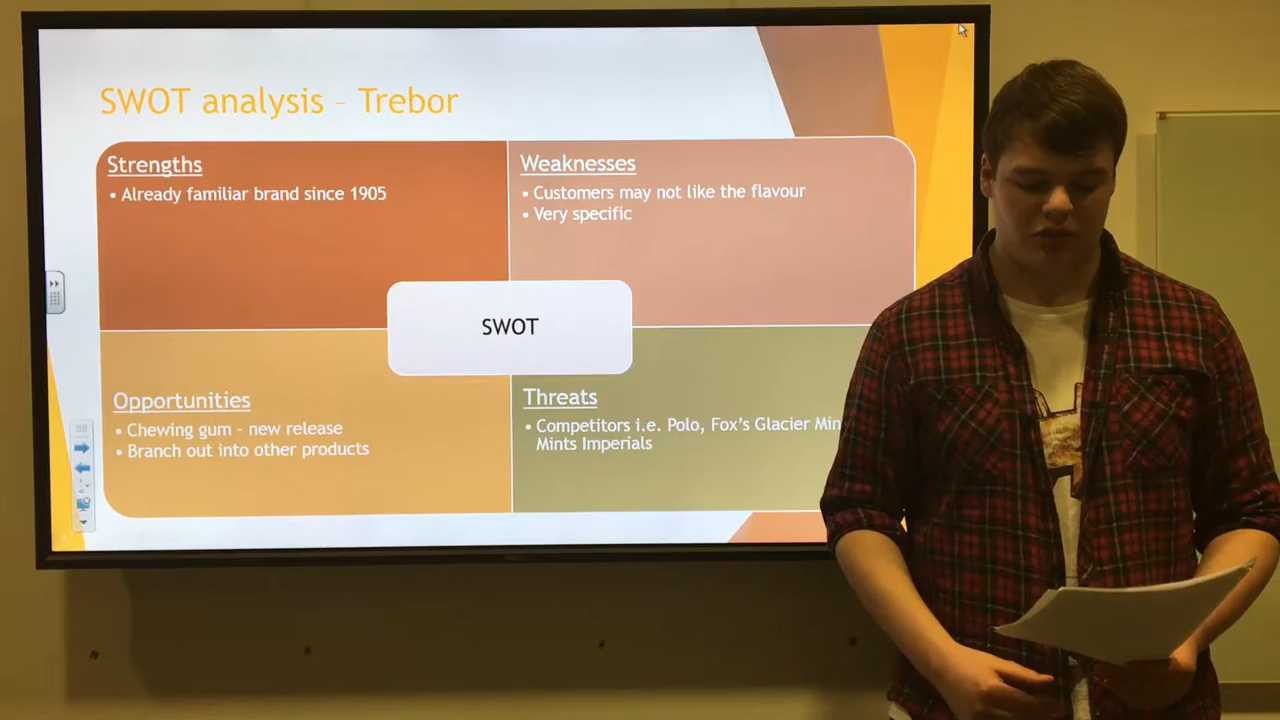 SWOT analysis – Trebor
Strengths
• Already familiar brand since 1905
Weaknesses
• Customers may not like the flavour
• Very specific
SWOT
Opportunities
• Chewing gum – new release
• Branch out into other products
Threats
• Competitors i.e. Polo, Fox's Glacier
Mints Imperials